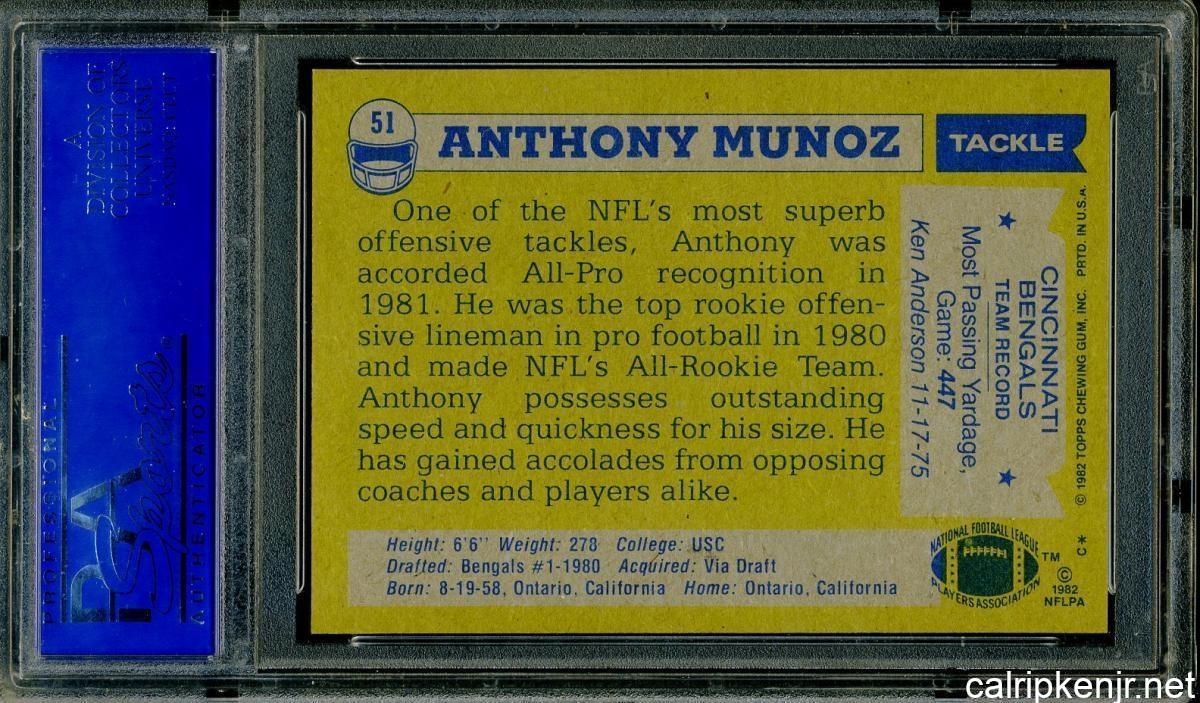 A
DIVISION OF
COLLECTORS
UNIVERSE
NASDAQ: CLCT
PSA
Sports
®
PROFESSIONAL
AUTHENTICATOR
51
ANTHONY MUNOZ
TACKLE
One of the NFL's most superb
offensive tackles, Anthony was
accorded All-Pro recognition in
1981. He was the top rookie offen-
sive lineman in pro football in 1980
and made NFL's All-Rookie Team.
Anthony possesses outstanding
speed and quickness for his size. He
has gained accolades from opposing
coaches and players alike.
CINCINNATI
BENGALS
TEAM RECORD
Most Passing Yardage,
Game: 447
Ken Anderson 11-17-75
© 1982 TOPPS CHEWING GUM, INC. PRTD. IN U.S.A.
C*
Height: 6'6" Weight: 278 College: USC
Drafted: Bengals #1-1980 Acquired: Via Draft
Born: 8-19-58, Ontario, California Home: Ontario, California
NATIONAL FOOTBALL LEAGUE
PLAYERS ASSOCIATION
TM
©
1982
NFLPA
calripkenjr.net